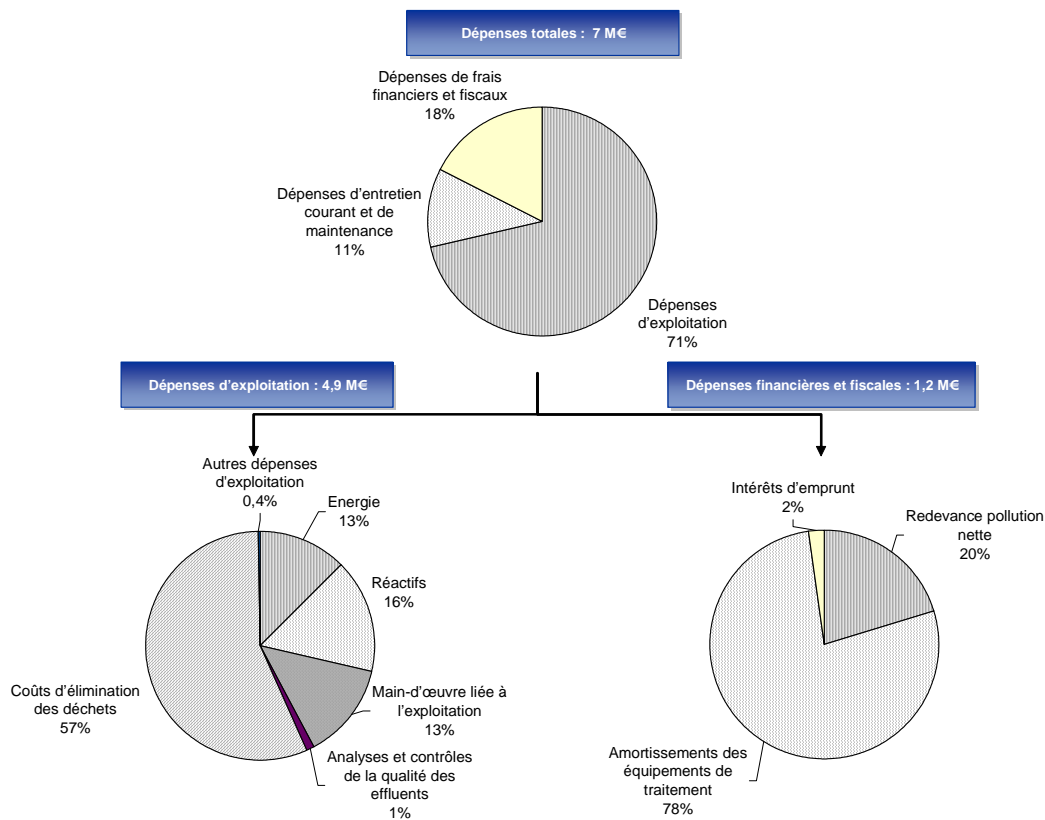 Dépenses totales : 7 M€
Dépenses de frais
financiers et fiscaux
18%
Dépenses d'entretien
courant et de
maintenance
11%
Dépenses
d'exploitation
71%
Dépenses d'exploitation : 4,9 M€
Dépenses financières et fiscales : 1,2 M€
Autres dépenses
d'exploitation
0,4%
Energie
13%
Réactifs
16%
Main-d'œuvre liée à
l'exploitation
13%
Analyses et contrôles
de la qualité des
effluents
1%
Coûts d'élimination
des déchets
57%
Intérêts d'emprunt
2%
Redevance pollution
nette
20%
Amortissements des
équipements de
traitement
78%